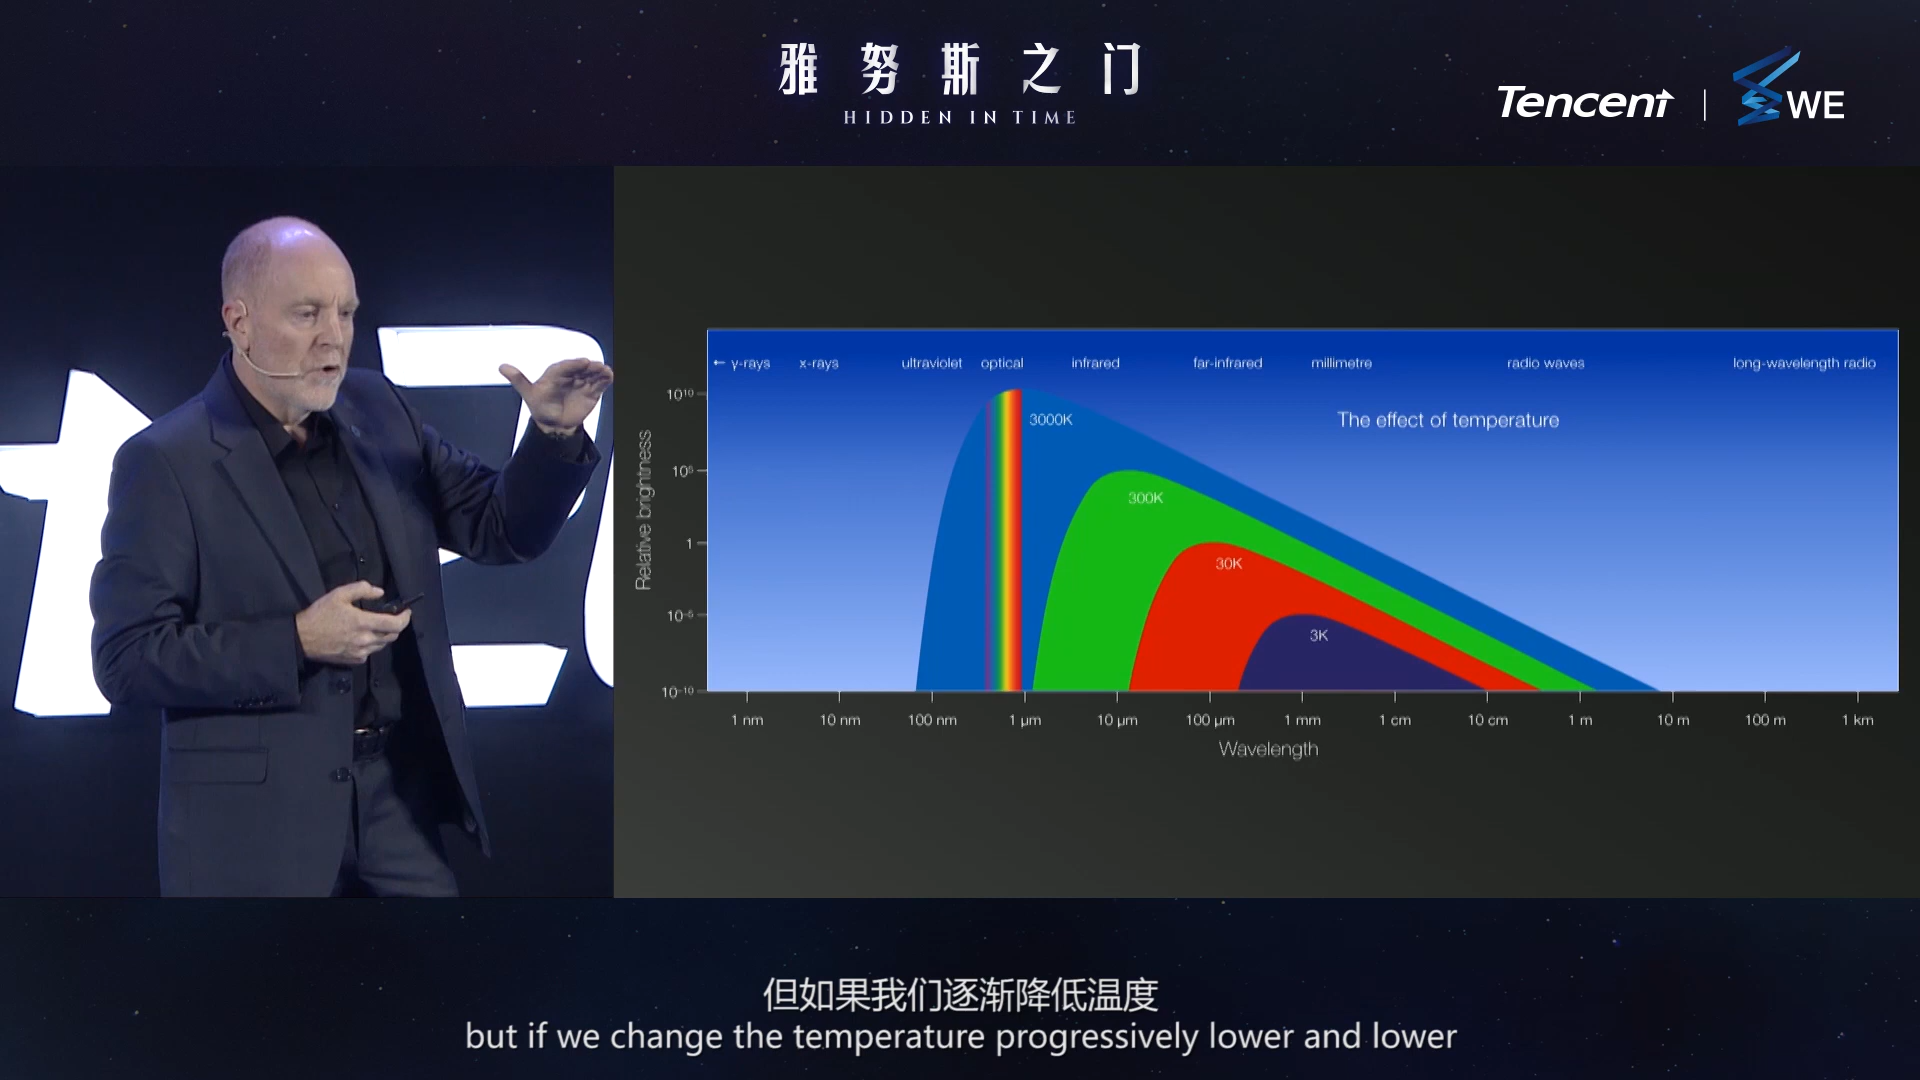 雅努斯之门
HIDDEN IN TIME
Tencent | WE
← γ-rays x-rays ultraviolet optical infrared far-infrared millimetre radio waves long-wavelength radio
The effect of temperature
Relative brightness
10¹⁰
10⁵
1
10⁻⁵
10⁻¹⁰
3000K
300K
30K
3K
1 nm 10 nm 100 nm 1 µm 10 µm 100 µm 1 mm 1 cm 10 cm 1 m 10 m 100 m 1 km
Wavelength
但如果我们逐渐降低温度
but if we change the temperature progressively lower and lower